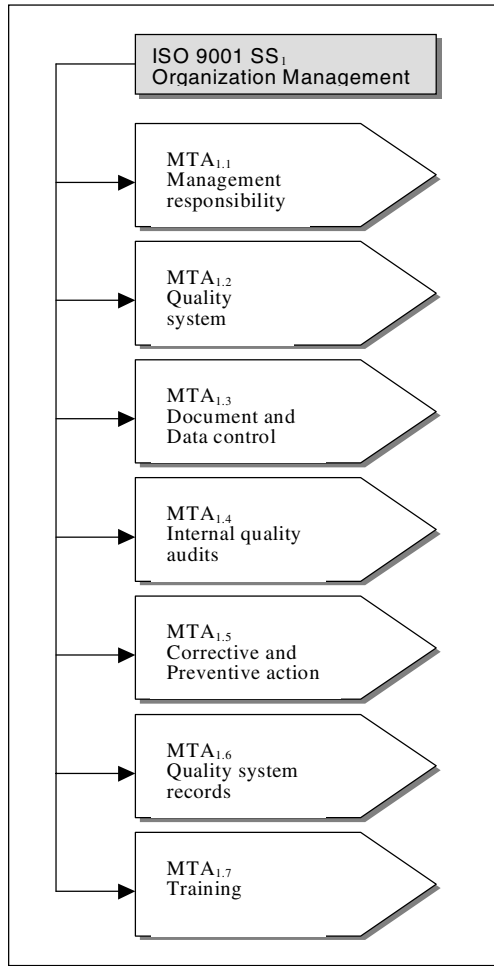 ISO 9001 SS₁
Organization Management
MTA₁.₁
Management
responsibility
MTA₁.₂
Quality
system
MTA₁.₃
Document and
Data control
MTA₁.₄
Internal quality
audits
MTA₁.₅
Corrective and
Preventive action
MTA₁.₆
Quality system
records
MTA₁.₇
Training